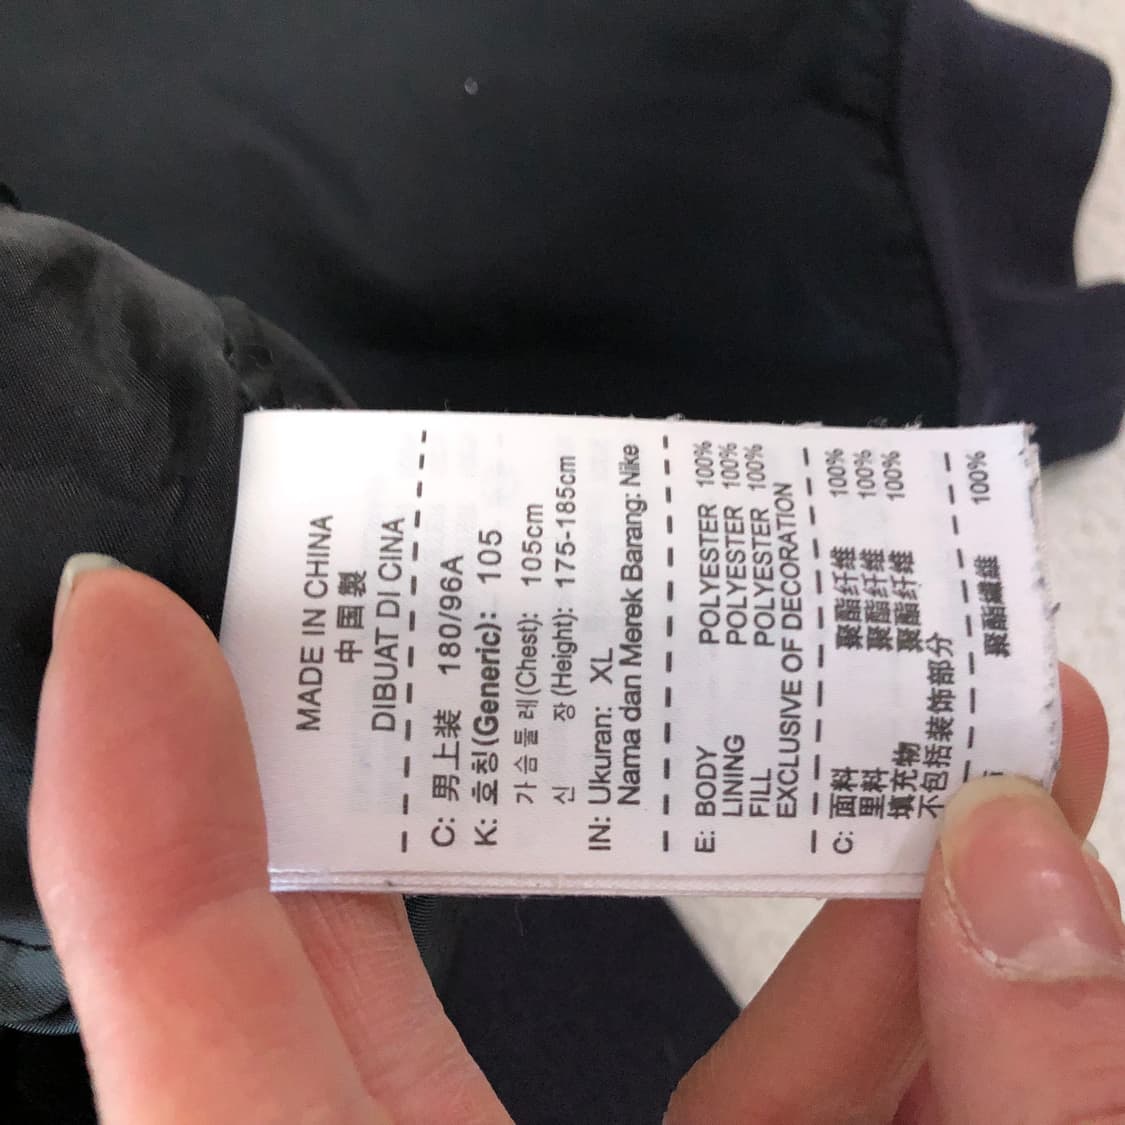 MADE IN CHINA
中国製
DIBUAT DI CINA
C: 男上装 180/96A
K: 호칭(Generic): 105
가슴둘레(Chest): 105cm
신 장(Height): 175-185cm
IN: Ukuran: XL
Nama dan Merek Barang: Nike
E: BODY POLYESTER 100%
LINING POLYESTER 100%
FILL POLYESTER 100%
EXCLUSIVE OF DECORATION
C: 面料 聚酯纤维 100%
里料 聚酯纤维 100%
填充物 聚酯纤维 100%
不包括装饰部分
聚酯纖維 100%